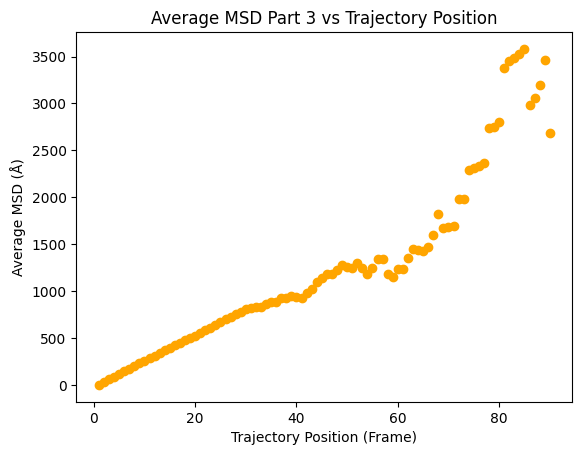 Average MSD Part 3 vs Trajectory Position
Average MSD (Å)
3500
3000
2500
2000
1500
1000
500
0
0 20 40 60 80
Trajectory Position (Frame)